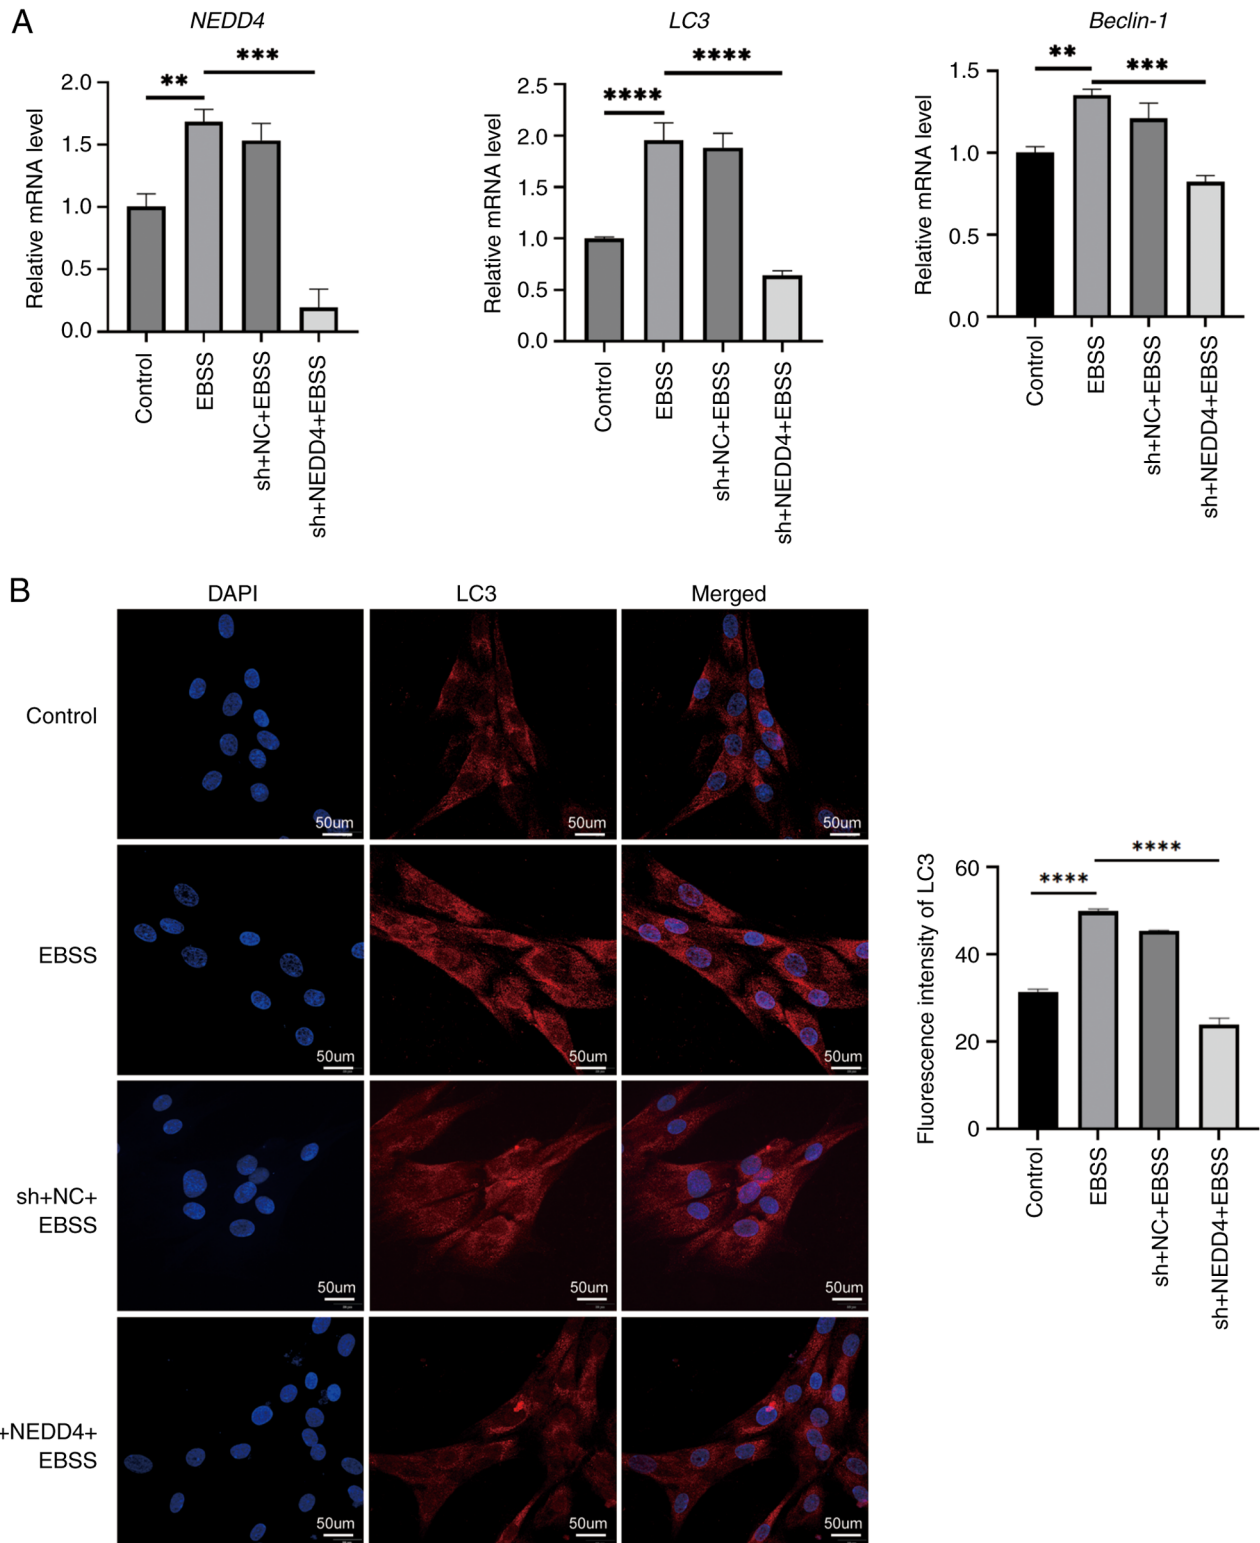 A
NEDD4
LC3
Beclin-1
**
***
****
****
**
***
Relative mRNA level
2.0
1.5
1.0
0.5
0.0
Control
EBSS
sh+NC+EBSS
sh+NEDD4+EBSS
Relative mRNA level
2.5
2.0
1.5
1.0
0.5
0.0
Control
EBSS
sh+NC+EBSS
sh+NEDD4+EBSS
Relative mRNA level
1.5
1.0
0.5
0.0
Control
EBSS
sh+NC+EBSS
sh+NEDD4+EBSS
B
DAPI
LC3
Merged
Control
50um
50um
50um
EBSS
50um
50um
50um
sh+NC+
EBSS
50um
50um
50um
+NEDD4+
EBSS
50um
50um
50um
Fluorescence intensity of LC3
60
40
20
0
****
****
Control
EBSS
sh+NC+EBSS
sh+NEDD4+EBSS